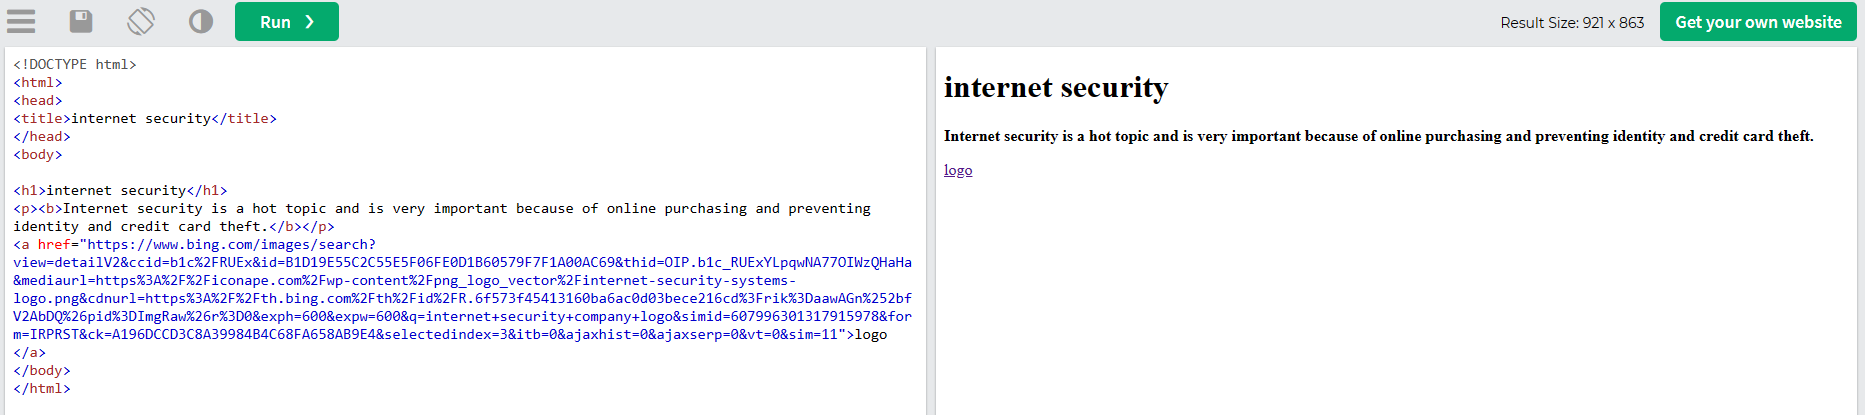 Run ❯
Result Size: 921 x 863
Get your own website
<!DOCTYPE html>
<html>
<head>
<title>internet security</title>
</head>
<body>
<h1>internet security</h1>
<p><b>Internet security is a hot topic and is very important because of online purchasing and preventing
identity and credit card theft.</b></p>
<a href="https://www.bing.com/images/search?
view=detailV2&ccid=b1c%2FRUEx&id=B1D19E55C2C55E5F06FE0D1B60579F7F1A00AC69&thid=OIP.b1c_RUExYLpqwNA77OIWzQHaHa
&mediaurl=https%3A%2F%2Ficonape.com%2Fwp-content%2Fpng_logo_vector%2Finternet-security-systems-
logo.png&cdnurl=https%3A%2F%2Fth.bing.com%2Fth%2Fid%2FR.6f573f45413160ba6ac0d03bece216cd%3Frik%3DaawAGn%252bf
V2AbDQ%26pid%3DImgRaw%26r%3D0&exph=600&expw=600&q=internet+security+company+logo&simid=607996301317915978&for
m=IRPRST&ck=A196DCCD3C8A39984B4C68FA658AB9E4&selectedindex=3&itb=0&ajaxhist=0&ajaxserp=0&vt=0&sim=11">logo
</a>
</body>
</html>
internet security
Internet security is a hot topic and is very important because of online purchasing and preventing identity and credit card theft.
logo